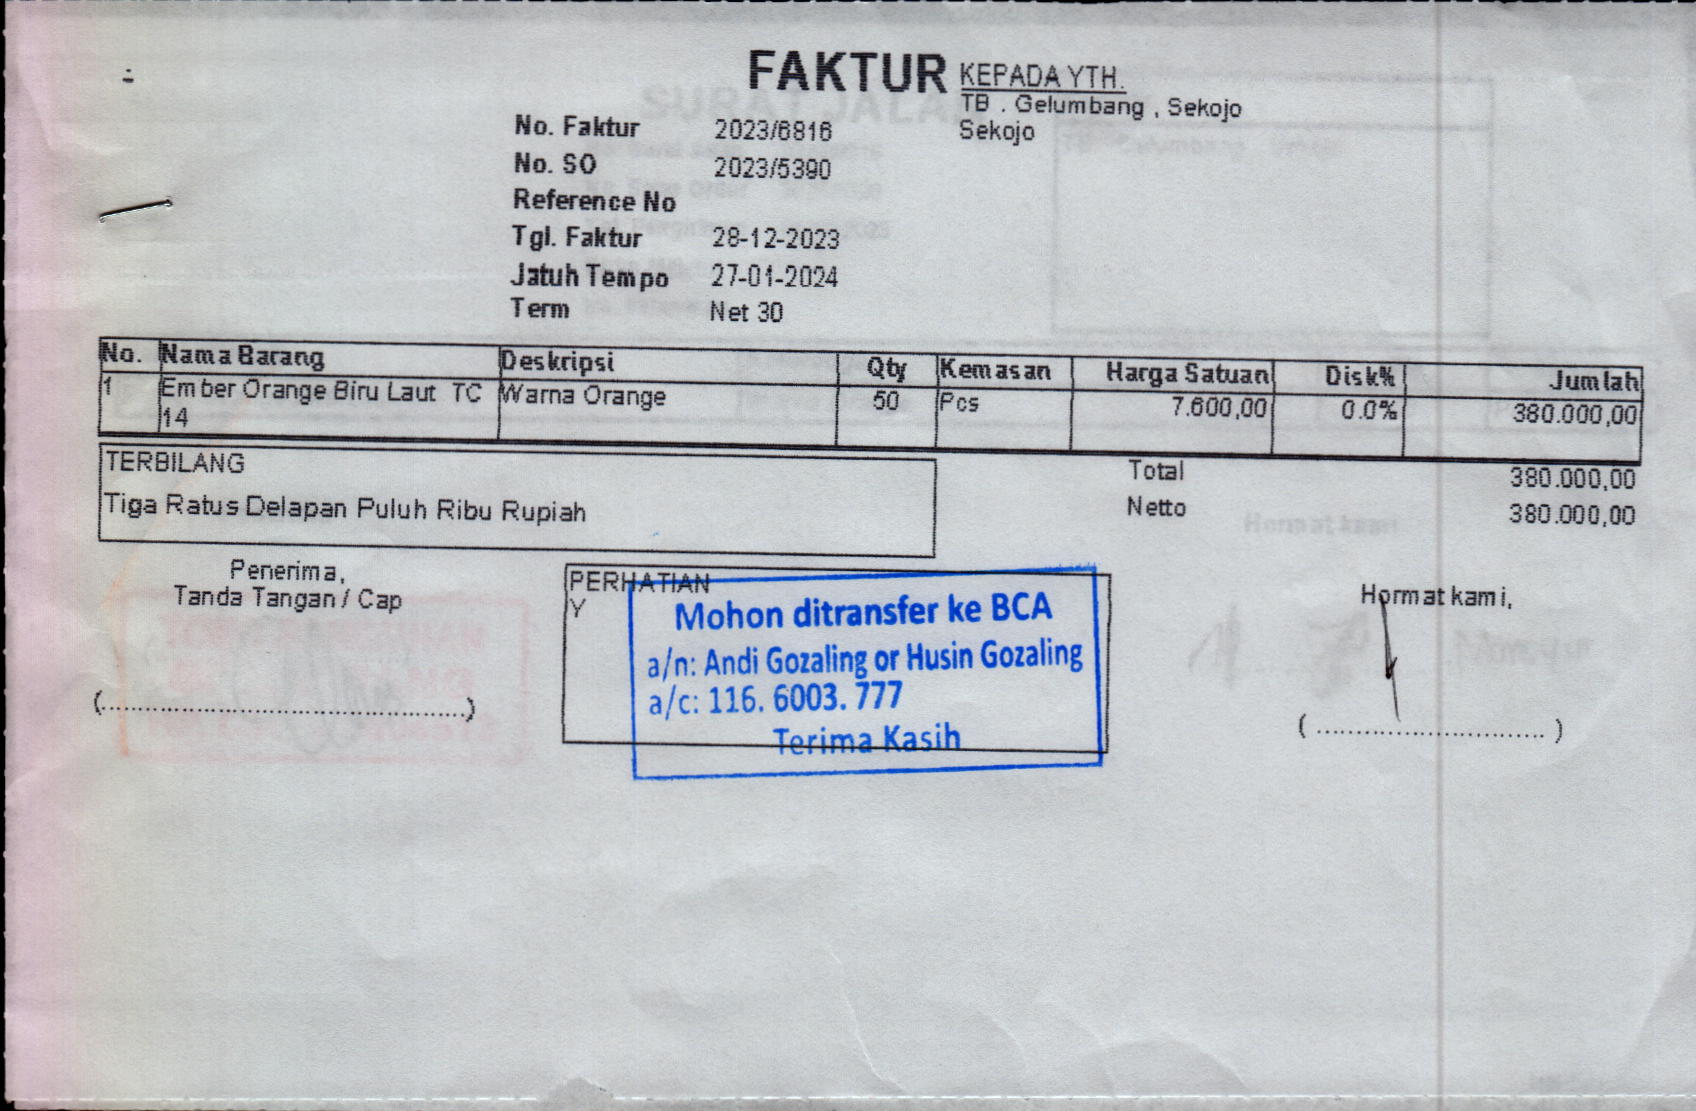 FAKTUR
KEPADA YTH.
TB . Gelumbang , Sekojo
Sekojo
No. Faktur 2023/6816
No. SO 2023/5390
Reference No
Tgl. Faktur 28-12-2023
Jatuh Tempo 27-01-2024
Term Net 30
No. Nama Barang Deskripsi Qty Kemasan Harga Satuan Disk% Jumlah
1 Ember Orange Biru Laut TC Warna Orange 50 Pcs 7.600,00 0.0% 380.000,00
14
TERBILANG
Tiga Ratus Delapan Puluh Ribu Rupiah
Total 380.000,00
Netto 380.000,00
Penerima,
Tanda Tangan / Cap
(..........................................)
PERHATIAN
Y
Mohon ditransfer ke BCA
a/n: Andi Gozaling or Husin Gozaling
a/c: 116. 6003. 777
Terima Kasih
Hormat kami,
(..........................)